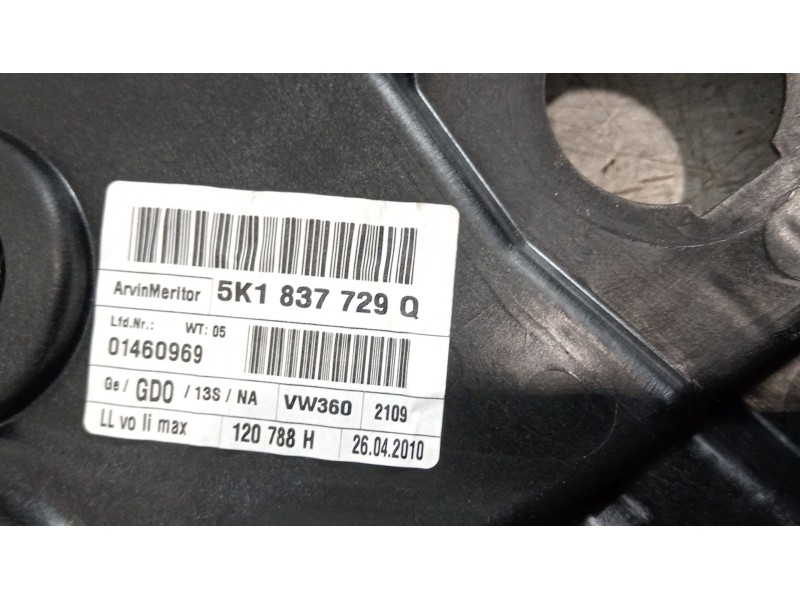 ArvinMeritor 5K1 837 729 Q
Lfd.Nr.: WT: 05
01460969
Ge / GDO / 13S / NA VW360 2109
LL vo li max 120 788 H 26.04.2010